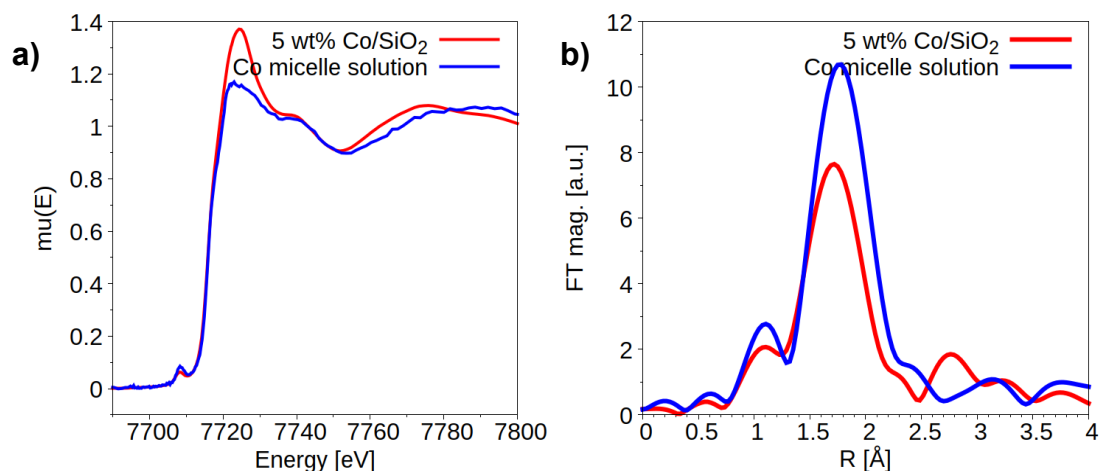 a)
5 wt% Co/SiO₂
Co micelle solution
mu(E)
1.4
1.2
1
0.8
0.6
0.4
0.2
0
7700 7720 7740 7760 7780 7800
Energy [eV]
b)
5 wt% Co/SiO₂
Co micelle solution
FT mag. [a.u.]
12
10
8
6
4
2
0
0 0.5 1 1.5 2 2.5 3 3.5 4
R [Å]